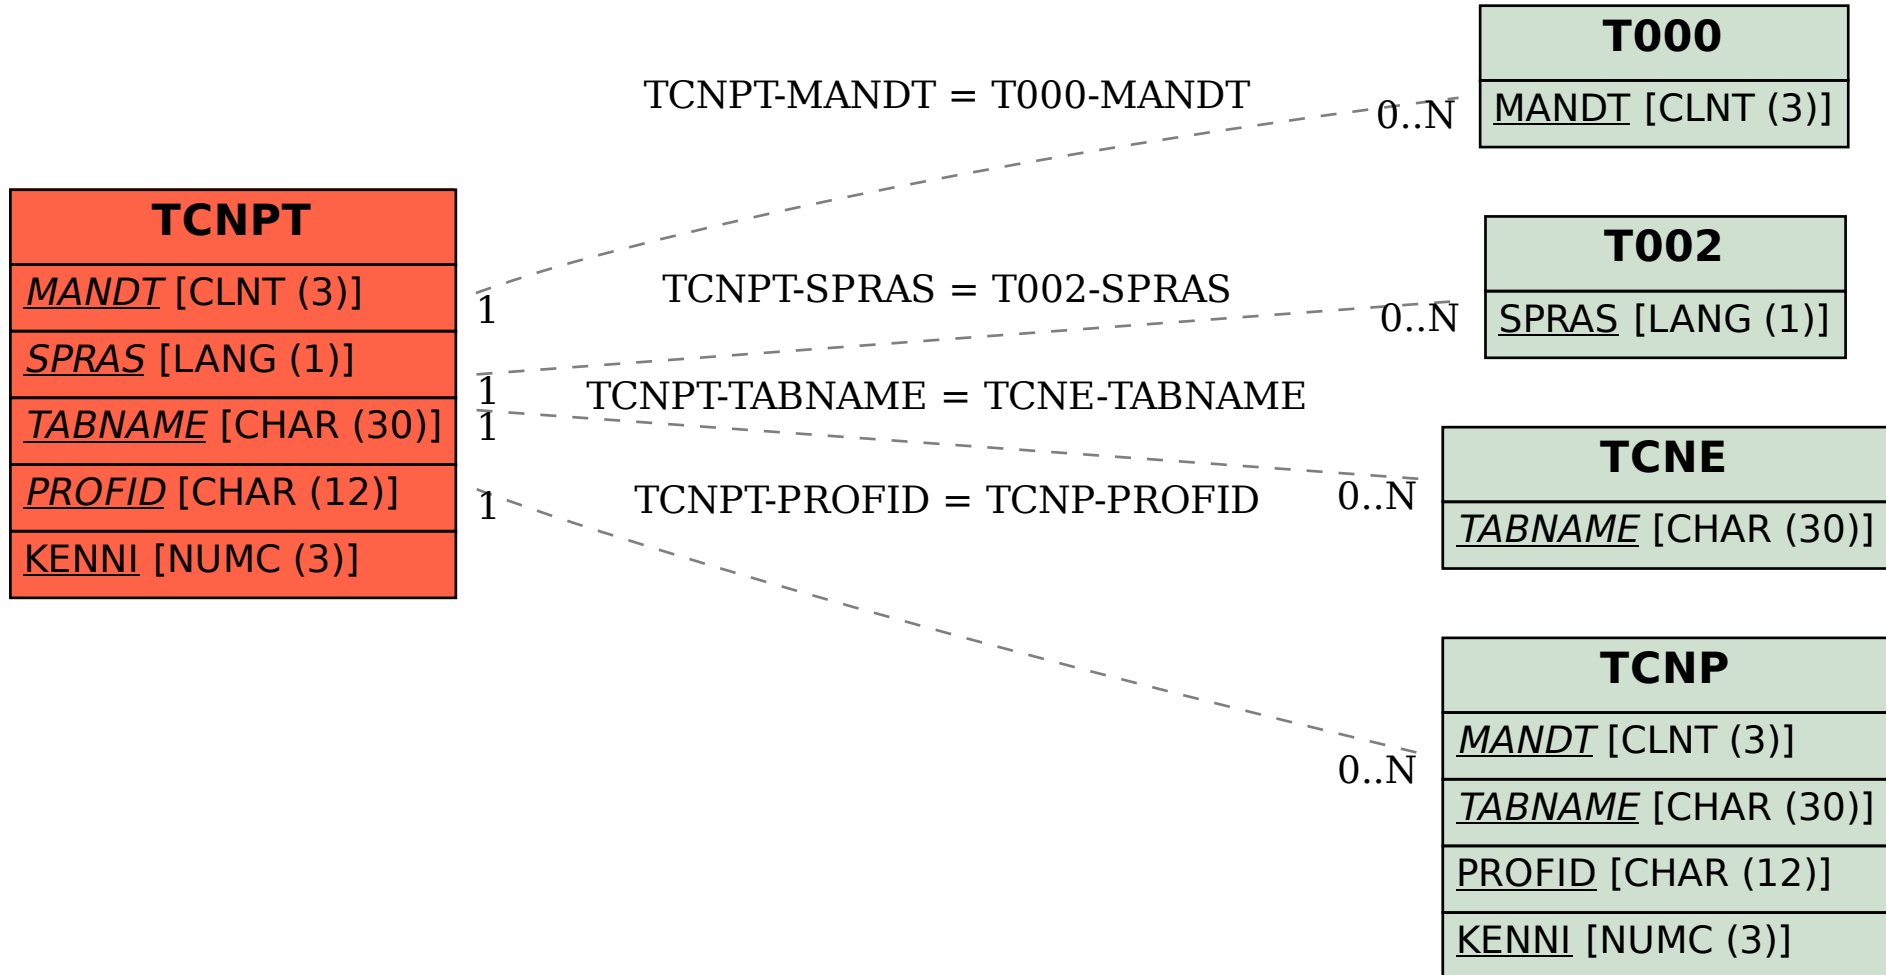 TCNPT
MANDT [CLNT (3)]
SPRAS [LANG (1)]
TABNAME [CHAR (30)]
PROFID [CHAR (12)]
KENNI [NUMC (3)]
TCNPT-MANDT = T000-MANDT
1
0..N
TCNPT-SPRAS = T002-SPRAS
1
0..N
TCNPT-TABNAME = TCNE-TABNAME
1
0..N
TCNPT-PROFID = TCNP-PROFID
1
0..N
T000
MANDT [CLNT (3)]
T002
SPRAS [LANG (1)]
TCNE
TABNAME [CHAR (30)]
TCNP
MANDT [CLNT (3)]
TABNAME [CHAR (30)]
PROFID [CHAR (12)]
KENNI [NUMC (3)]